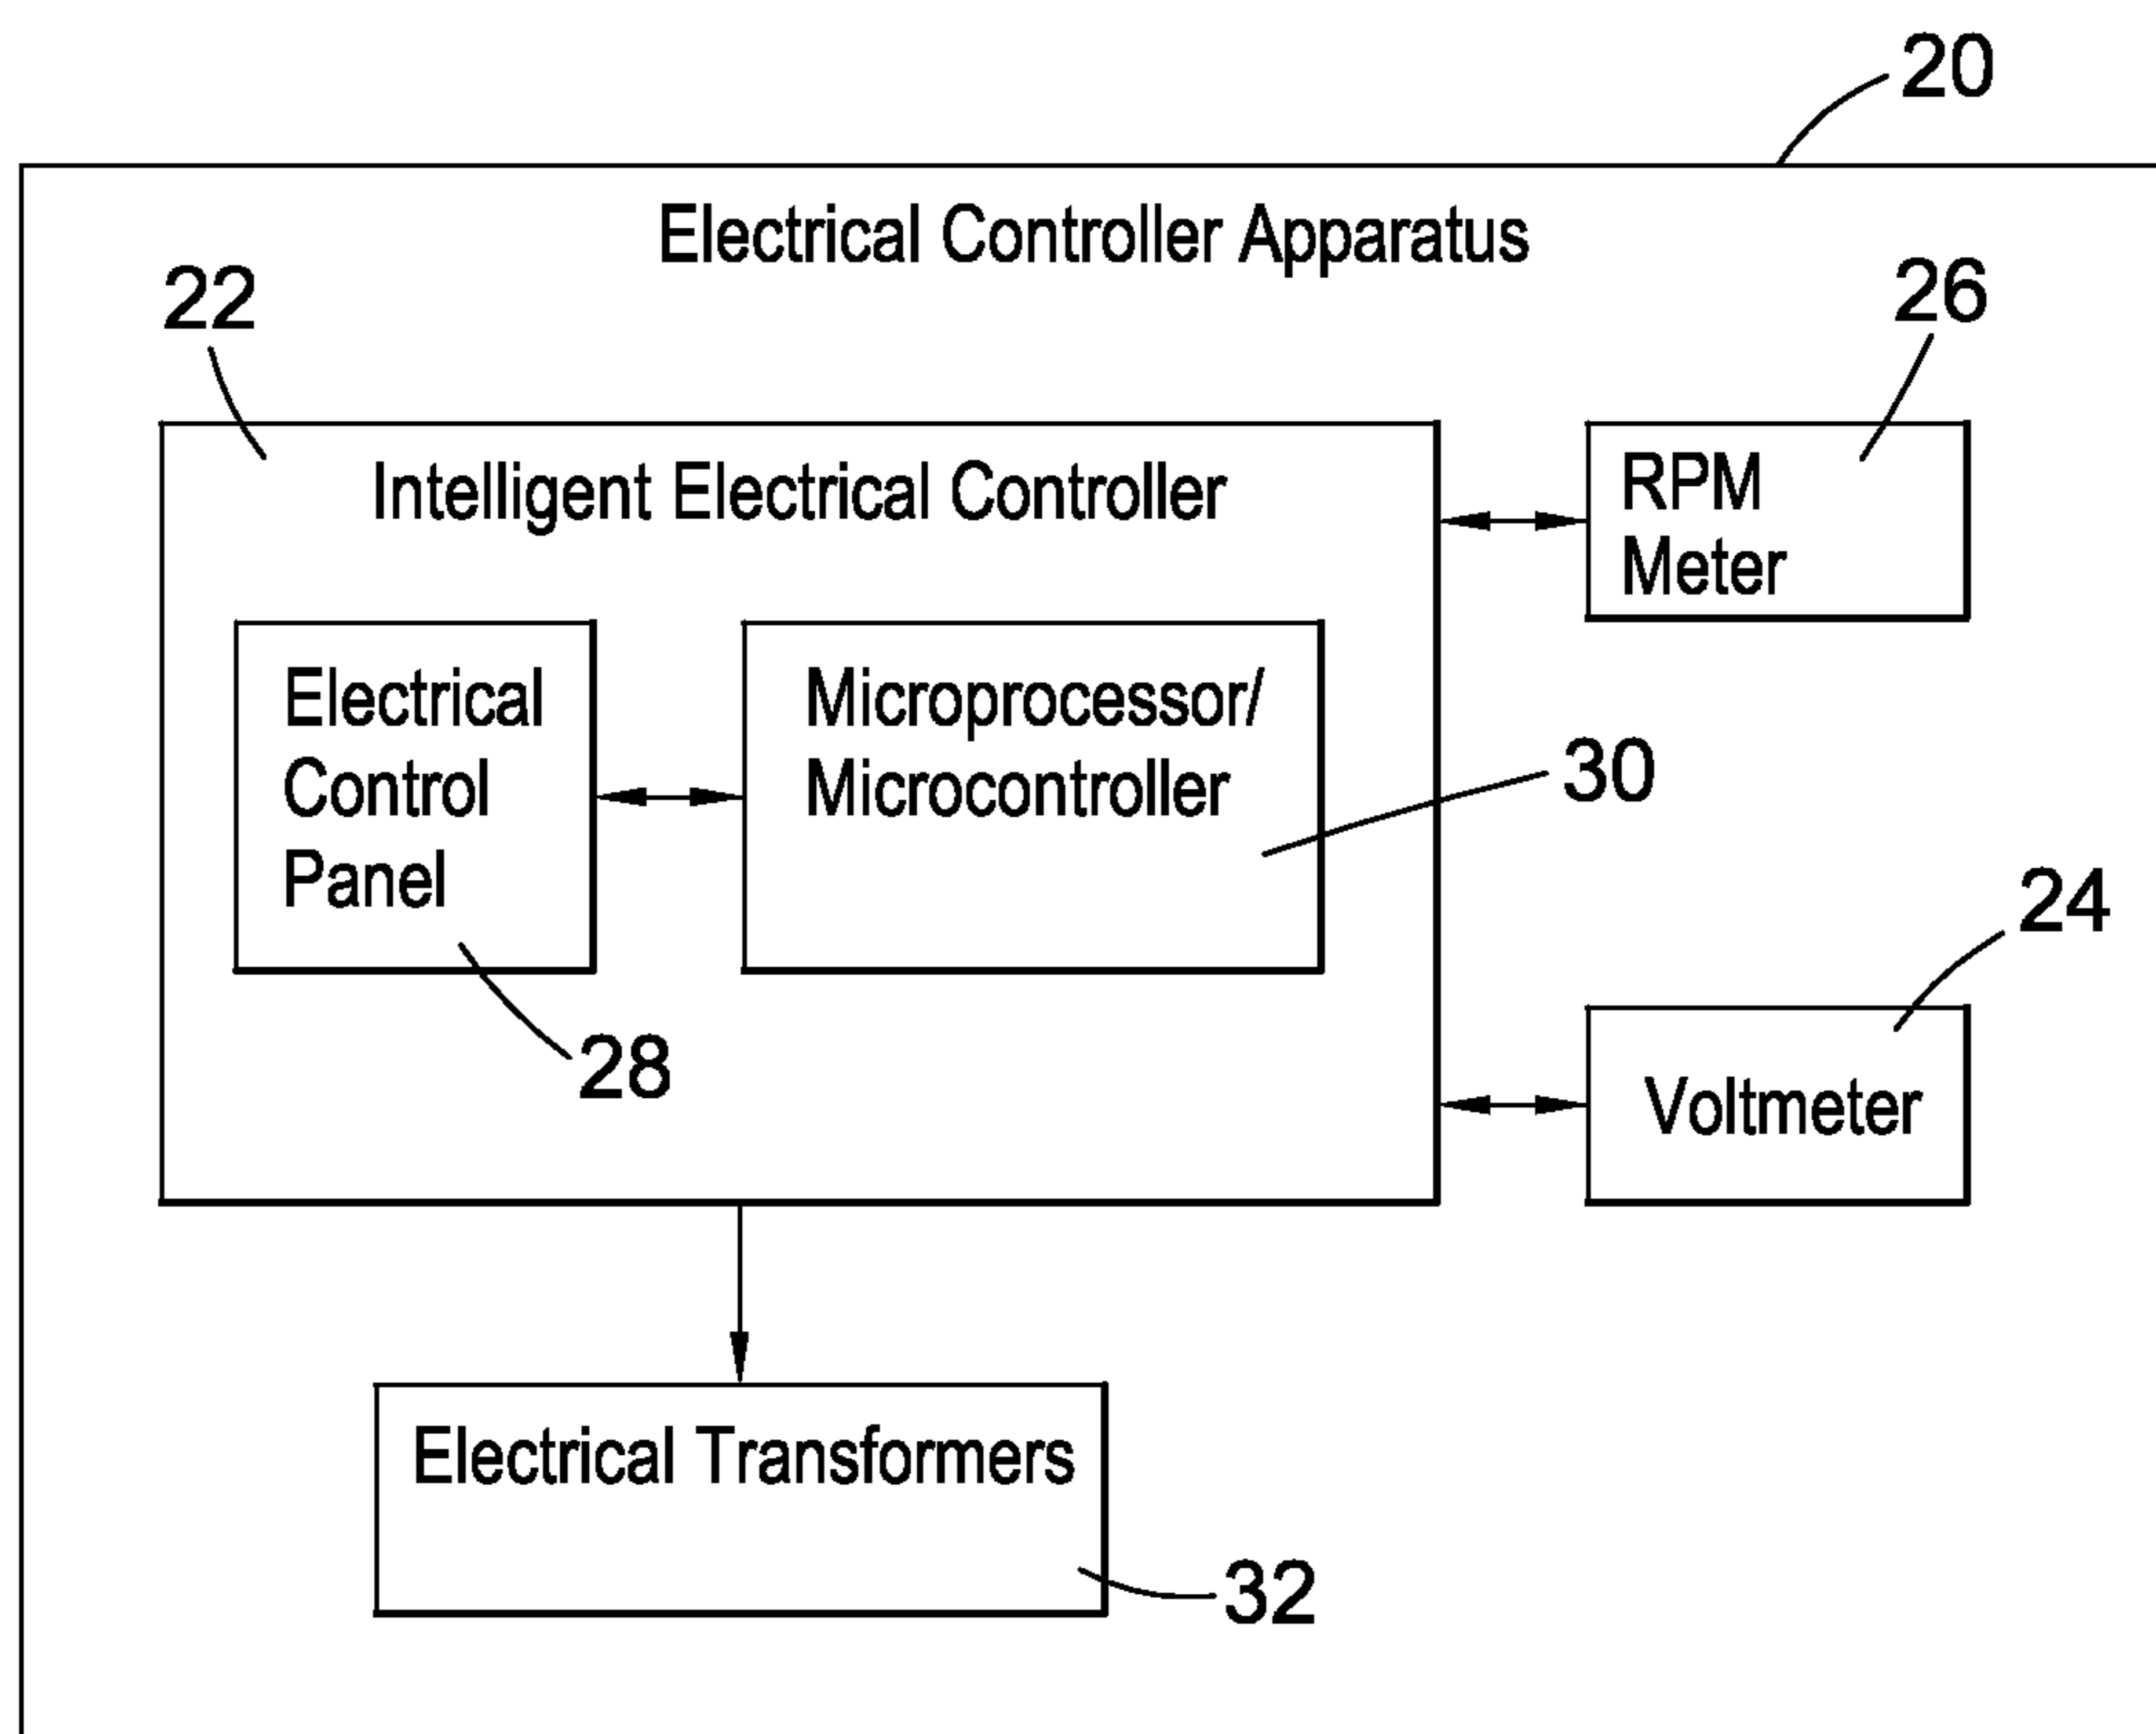 20
Electrical Controller Apparatus
22
26
Intelligent Electrical Controller
RPM
Meter
Electrical
Control
Panel
Microprocessor/
Microcontroller
30
24
28
Voltmeter
Electrical Transformers
32